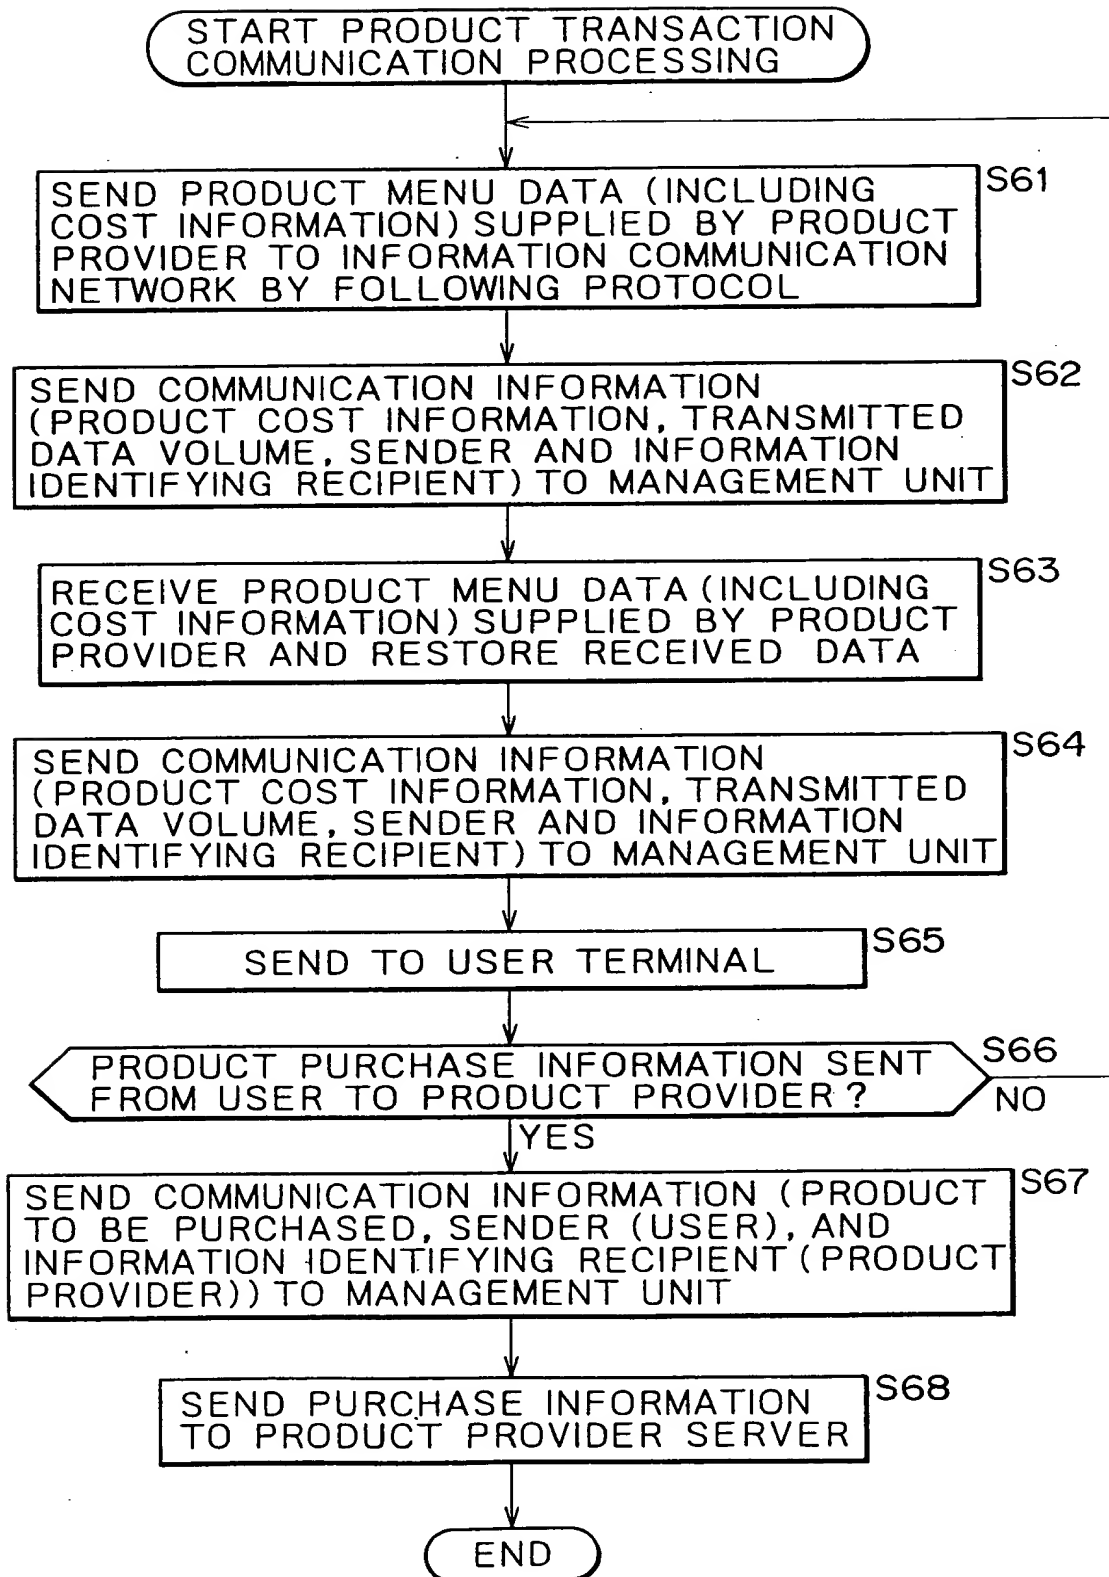 START PRODUCT TRANSACTION
COMMUNICATION PROCESSING
S61
SEND PRODUCT MENU DATA (INCLUDING
COST INFORMATION) SUPPLIED BY PRODUCT
PROVIDER TO INFORMATION COMMUNICATION
NETWORK BY FOLLOWING PROTOCOL
S62
SEND COMMUNICATION INFORMATION
(PRODUCT COST INFORMATION, TRANSMITTED
DATA VOLUME, SENDER AND INFORMATION
IDENTIFYING RECIPIENT) TO MANAGEMENT UNIT
S63
RECEIVE PRODUCT MENU DATA (INCLUDING
COST INFORMATION) SUPPLIED BY PRODUCT
PROVIDER AND RESTORE RECEIVED DATA
S64
SEND COMMUNICATION INFORMATION
(PRODUCT COST INFORMATION, TRANSMITTED
DATA VOLUME, SENDER AND INFORMATION
IDENTIFYING RECIPIENT) TO MANAGEMENT UNIT
S65
SEND TO USER TERMINAL
S66
PRODUCT PURCHASE INFORMATION SENT
FROM USER TO PRODUCT PROVIDER?
NO
YES
S67
SEND COMMUNICATION INFORMATION (PRODUCT
TO BE PURCHASED, SENDER (USER), AND
INFORMATION IDENTIFYING RECIPIENT (PRODUCT
PROVIDER)) TO MANAGEMENT UNIT
S68
SEND PURCHASE INFORMATION
TO PRODUCT PROVIDER SERVER
END